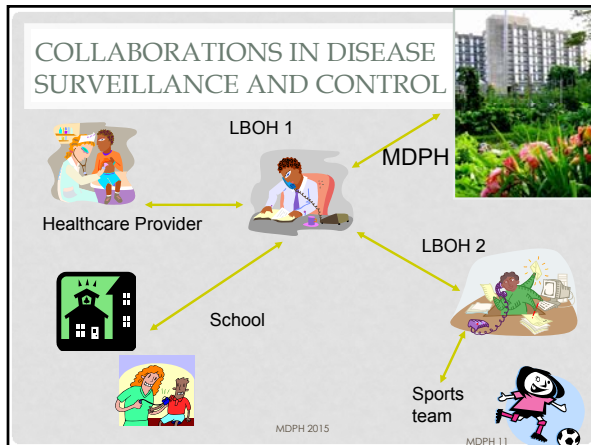 COLLABORATIONS IN DISEASE
SURVEILLANCE AND CONTROL
LBOH 1
MDPH
Healthcare Provider
LBOH 2
School
Sports
team
MDPH 2015
MDPH 11